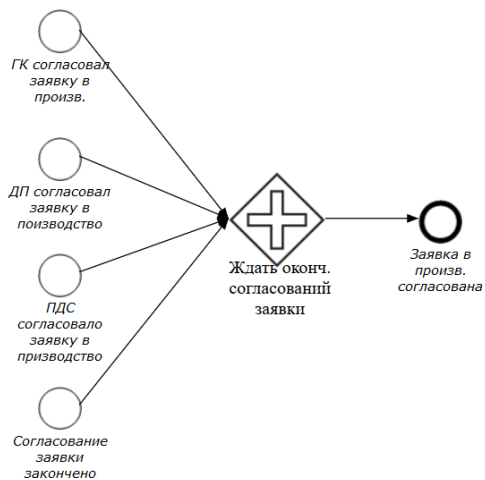 ГК согласовал
заявку в
произв.
ДП согласовал
заявку в
поизводство
Ждать оконч.
согласований
заявки
Заявка в
произв.
согласована
ПДС
согласовало
заявку в
призводство
Согласование
заявки
закончено